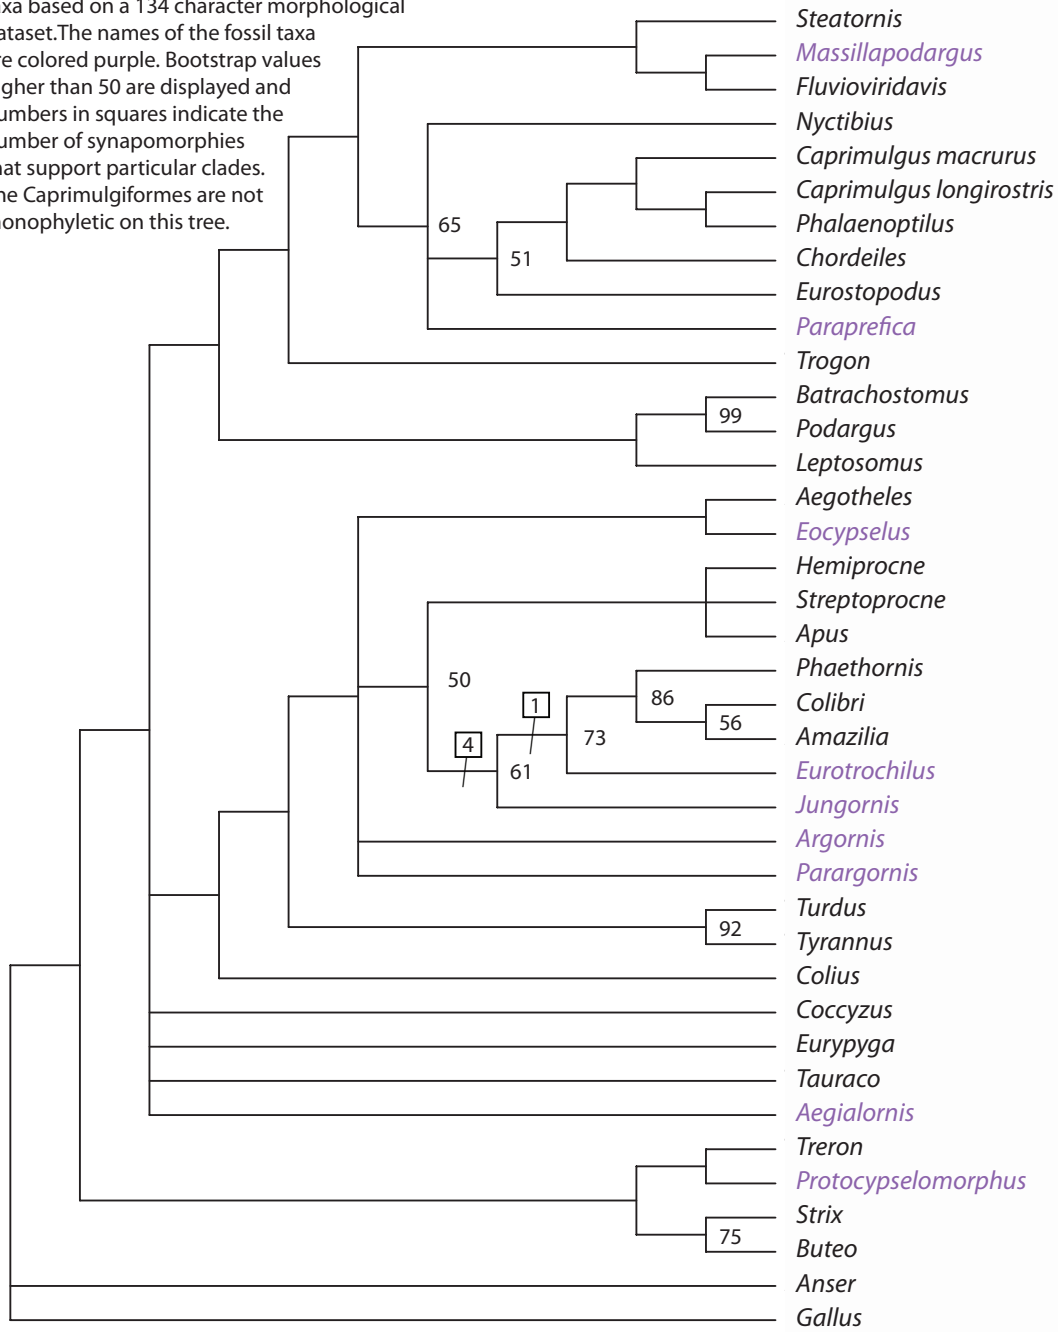 axa based on a 134 character morphological
ataset.The names of the fossil taxa
re colored purple. Bootstrap values
gher than 50 are displayed and
umbers in squares indicate the
umber of synapomorphies
hat support particular clades.
he Caprimulgiformes are not
onophyletic on this tree.
Steatornis
Massillapodargus
Fluvioviridavis
Nyctibius
Caprimulgus macrurus
Caprimulgus longirostris
Phalaenoptilus
65
Chordeiles
51
Eurostopodus
Paraprefica
Trogon
Batrachostomus
99
Podargus
Leptosomus
Aegotheles
Eocypselus
Hemiprocne
Streptoprocne
Apus
Phaethornis
50
86
Colibri
1
56
Amazilia
73
4
61
Eurotrochilus
Jungornis
Argornis
Parargornis
Turdus
92
Tyrannus
Colius
Coccyzus
Eurypyga
Tauraco
Aegialornis
Treron
Protocypselomorphus
Strix
75
Buteo
Anser
Gallus